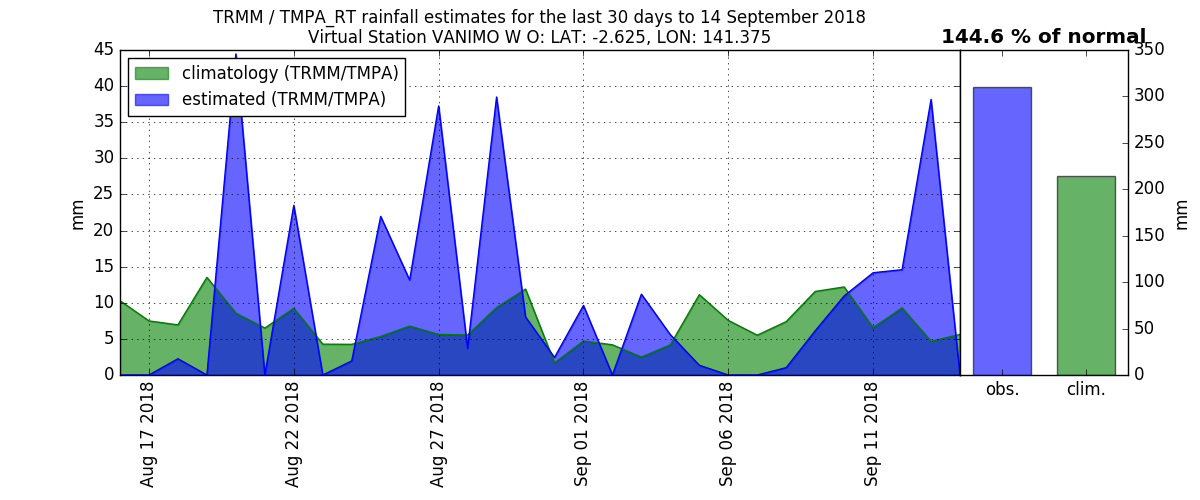 TRMM / TMPA_RT rainfall estimates for the last 30 days to 14 September 2018
Virtual Station VANIMO W O: LAT: -2.625, LON: 141.375
144.6 % of normal
climatology (TRMM/TMPA)
estimated (TRMM/TMPA)
45
40
35
30
25
20
15
10
5
0
mm
Aug 17 2018
Aug 22 2018
Aug 27 2018
Sep 01 2018
Sep 06 2018
Sep 11 2018
350
300
250
200
150
100
50
0
mm
obs.
clim.